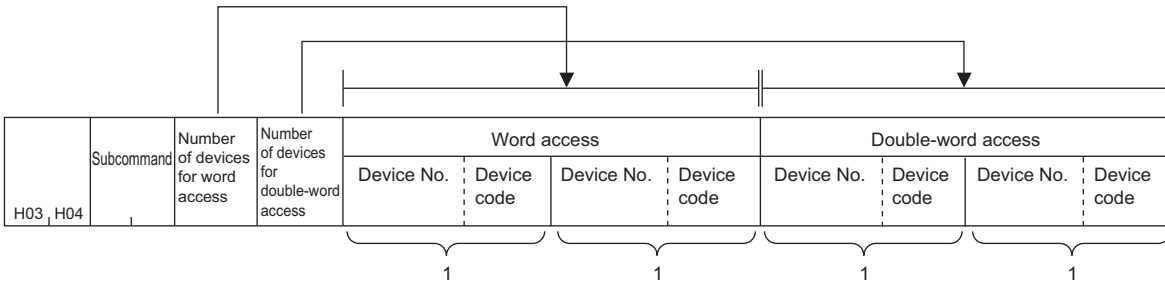 H03 H04
Subcommand
Number
of devices
for word
access
Number
of devices
for
double-word
access
Word access
Device No.
Device
code
Device No.
Device
code
Double-word access
Device No.
Device
code
Device No.
Device
code
1
1
1
1